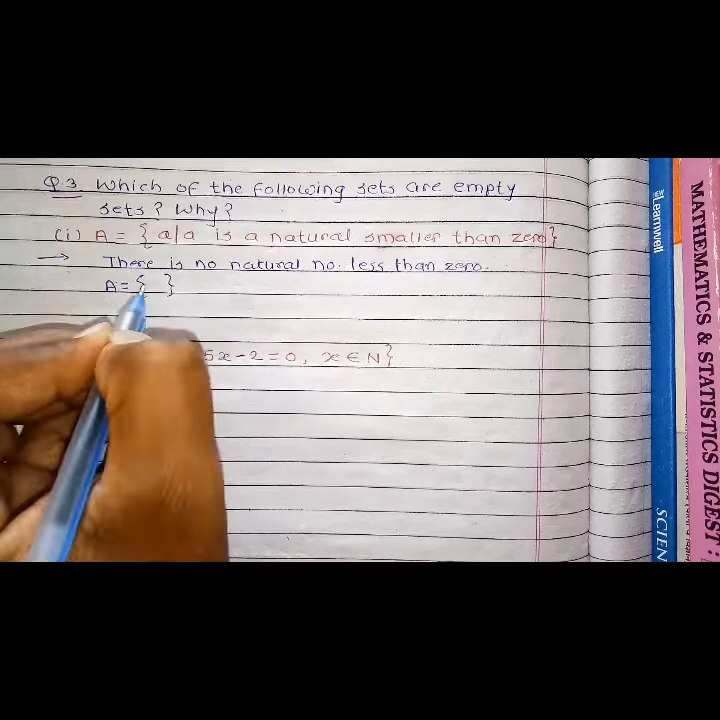 Q3 Which of the following sets are empty
sets? Why?
(i) A = {a/a is a natural smaller than zero}
→ There is no natural no. less than zero.
A = { }
5x - 2 = 0, x ∈ N}
Learnwell
SCIEN
MATHEMATICS & STATISTICS DIGEST :